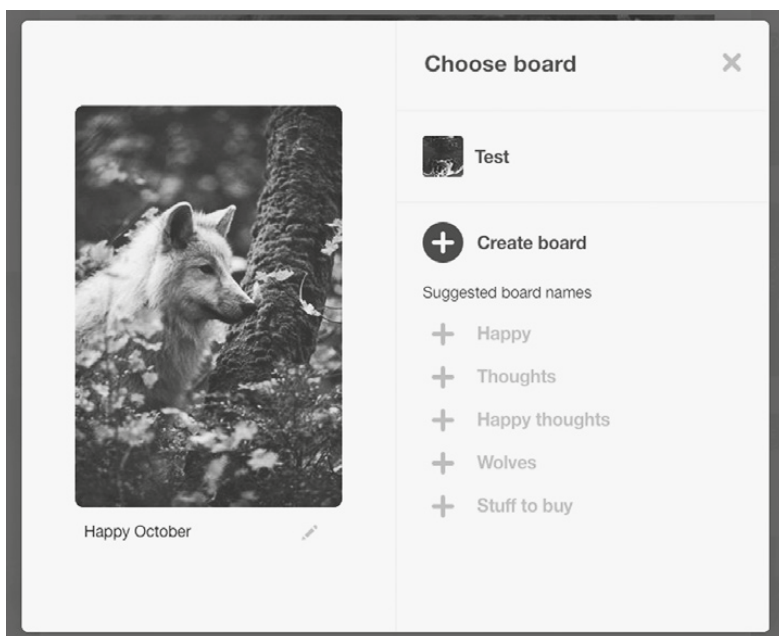 Choose board
Test
Create board
Suggested board names
Happy
Thoughts
Happy thoughts
Wolves
Stuff to buy
Happy October